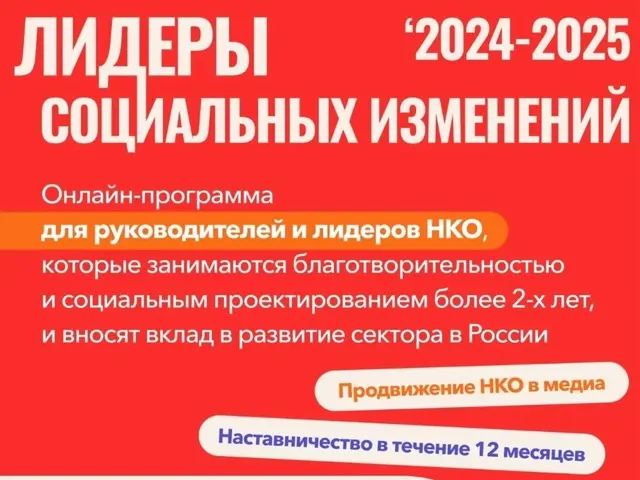 ЛИДЕРЫ ‘2024-2025
СОЦИАЛЬНЫХ ИЗМЕНЕНИЙ
Онлайн-программа
для руководителей и лидеров НКО,
которые занимаются благотворительностью
и социальным проектированием более 2-х лет,
и вносят вклад в развитие сектора в России
Продвижение НКО в медиа
Наставничество в течение 12 месяцев